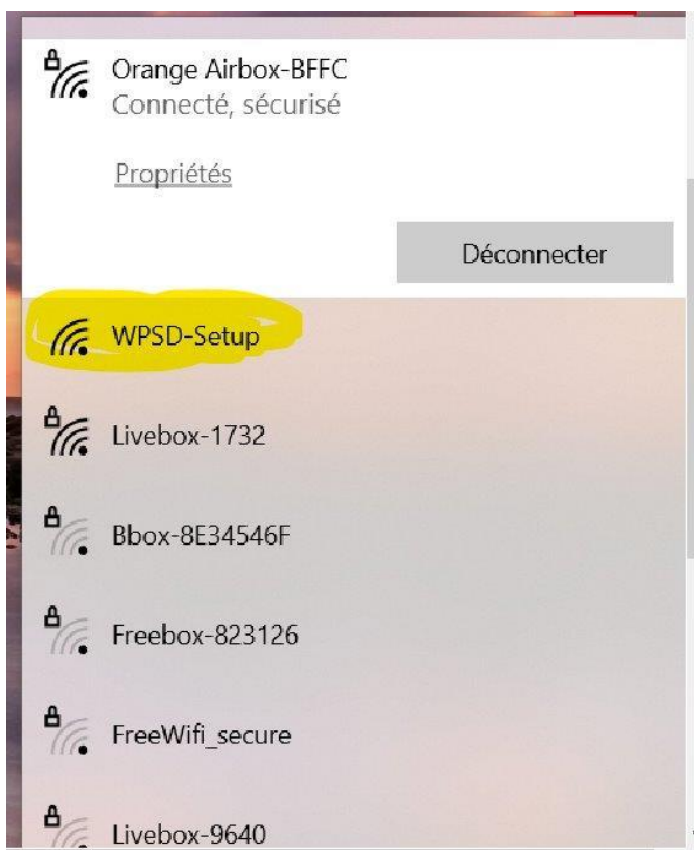 Orange Airbox-BFFC
Connecté, sécurisé
Propriétés
Déconnecter
WPSD-Setup
Livebox-1732
Bbox-8E34546F
Freebox-823126
FreeWifi_secure
Livebox-9640